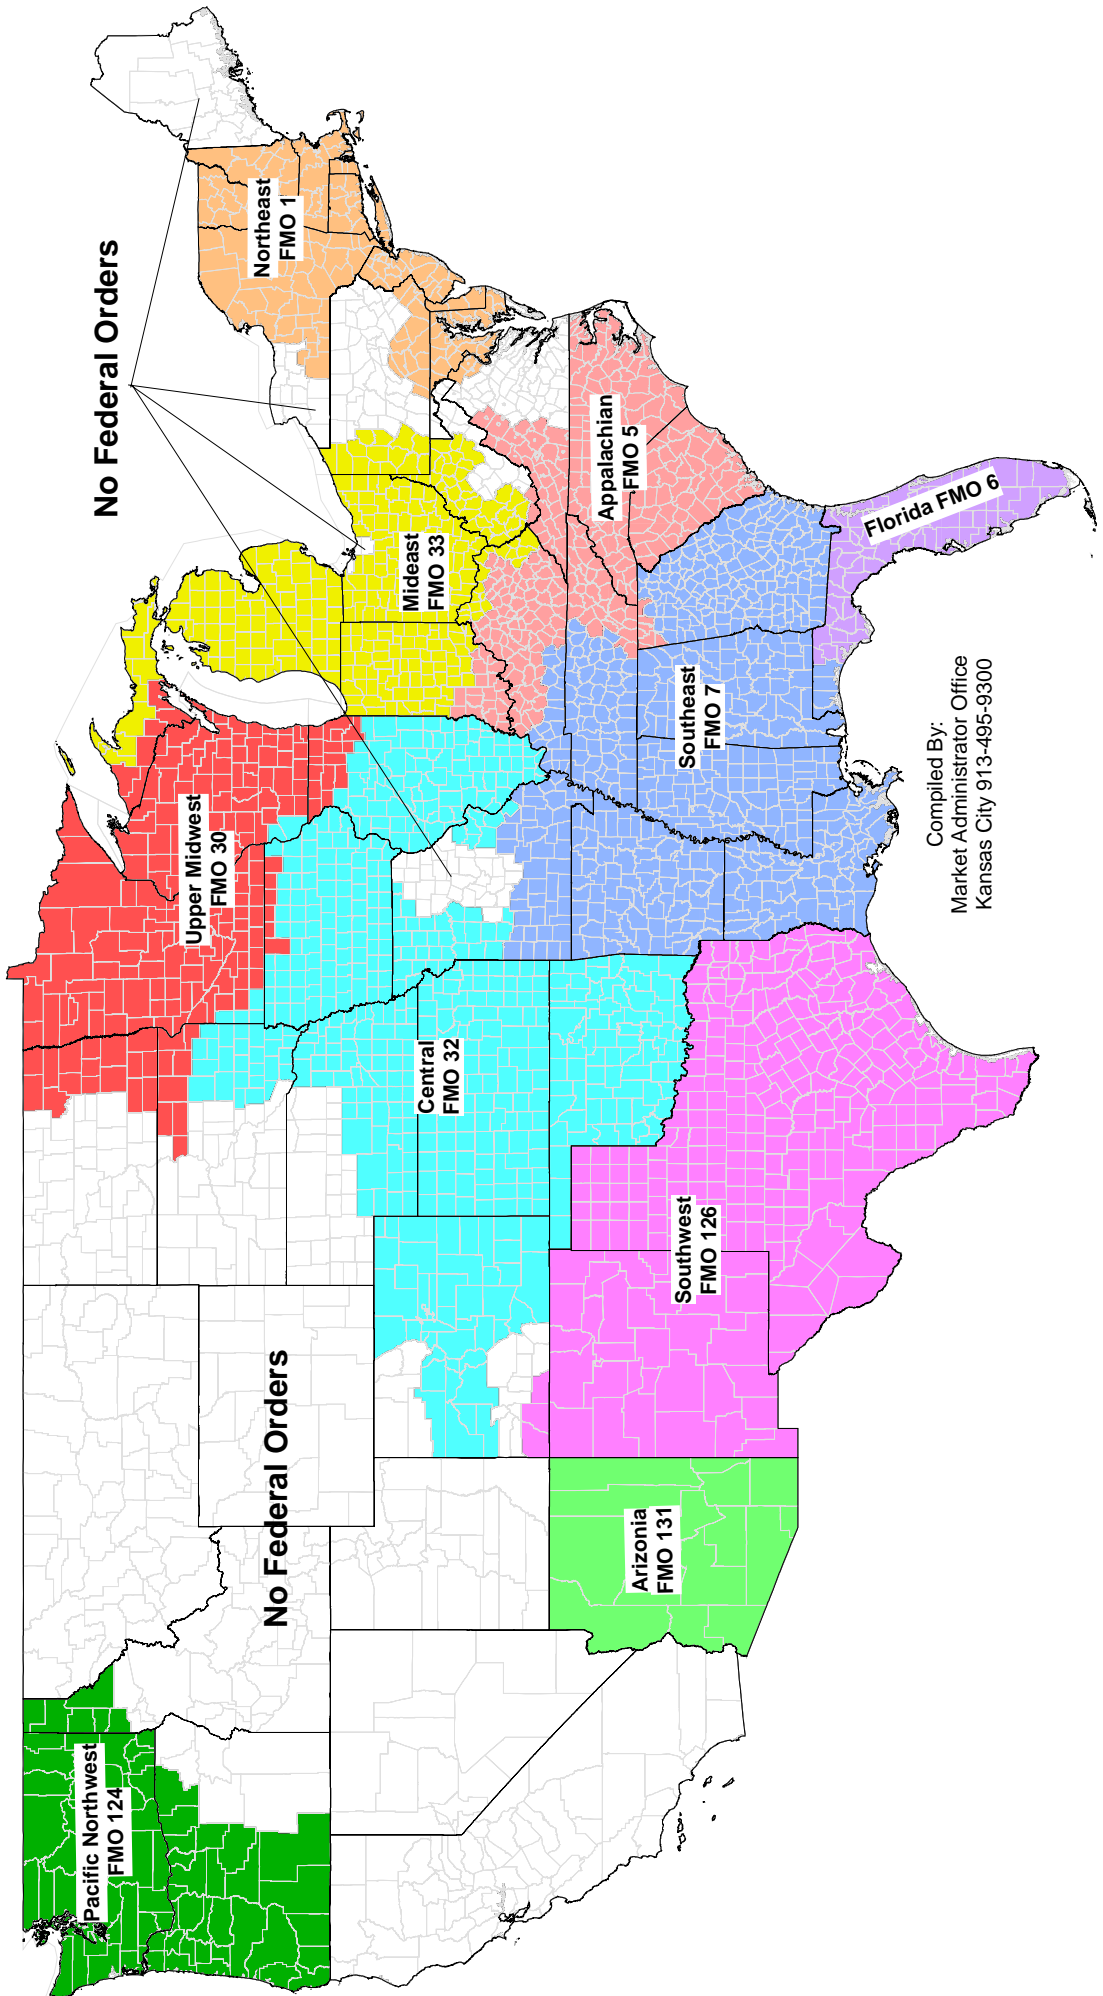 No Federal Orders
Northeast
FMO 1
Upper Midwest
FMO 30
Mideast
FMO 33
Appalachian
FMO 5
Florida FMO 6
Pacific Northwest
FMO 124
No Federal Orders
Central
FMO 32
Southeast
FMO 7
Arizonia
FMO 131
Southwest
FMO 126
Compiled By:
Market Administrator Office
Kansas City 913-495-9300